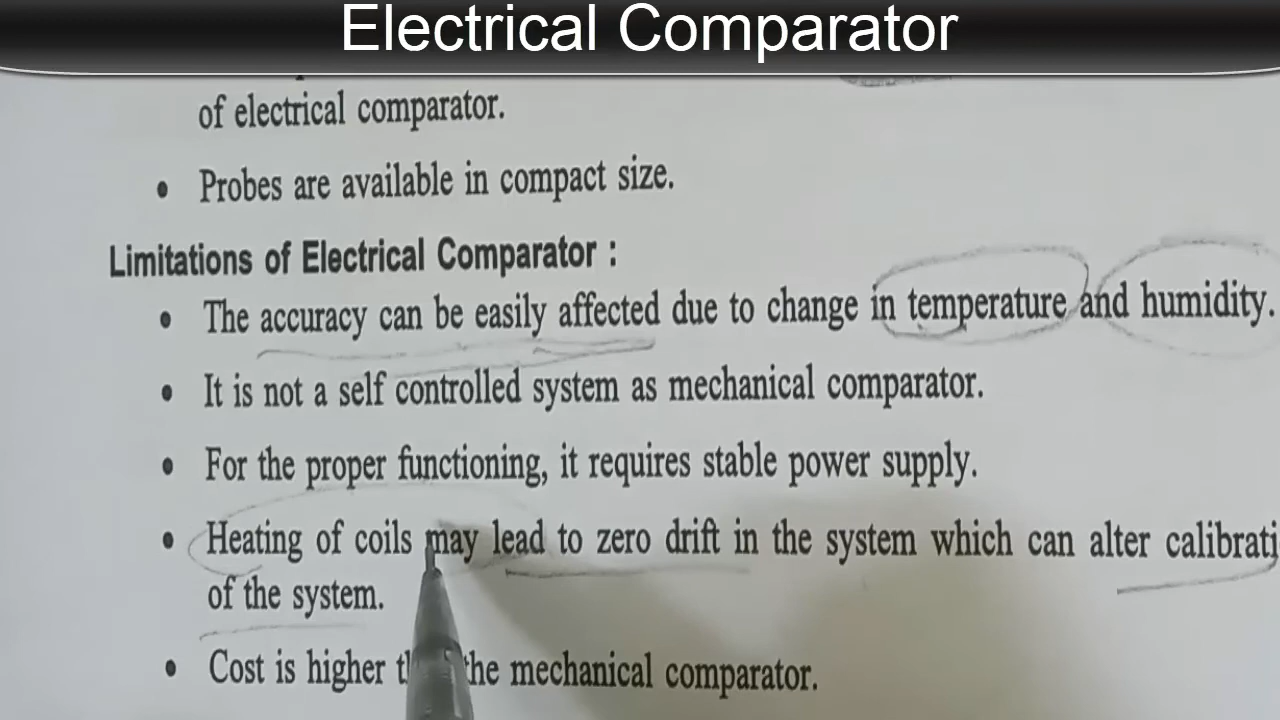 Electrical Comparator
of electrical comparator.
• Probes are available in compact size.
Limitations of Electrical Comparator :
• The accuracy can be easily affected due to change in temperature and humidity.
• It is not a self controlled system as mechanical comparator.
• For the proper functioning, it requires stable power supply.
• Heating of coils may lead to zero drift in the system which can alter calibrati
of the system.
• Cost is higher the mechanical comparator.